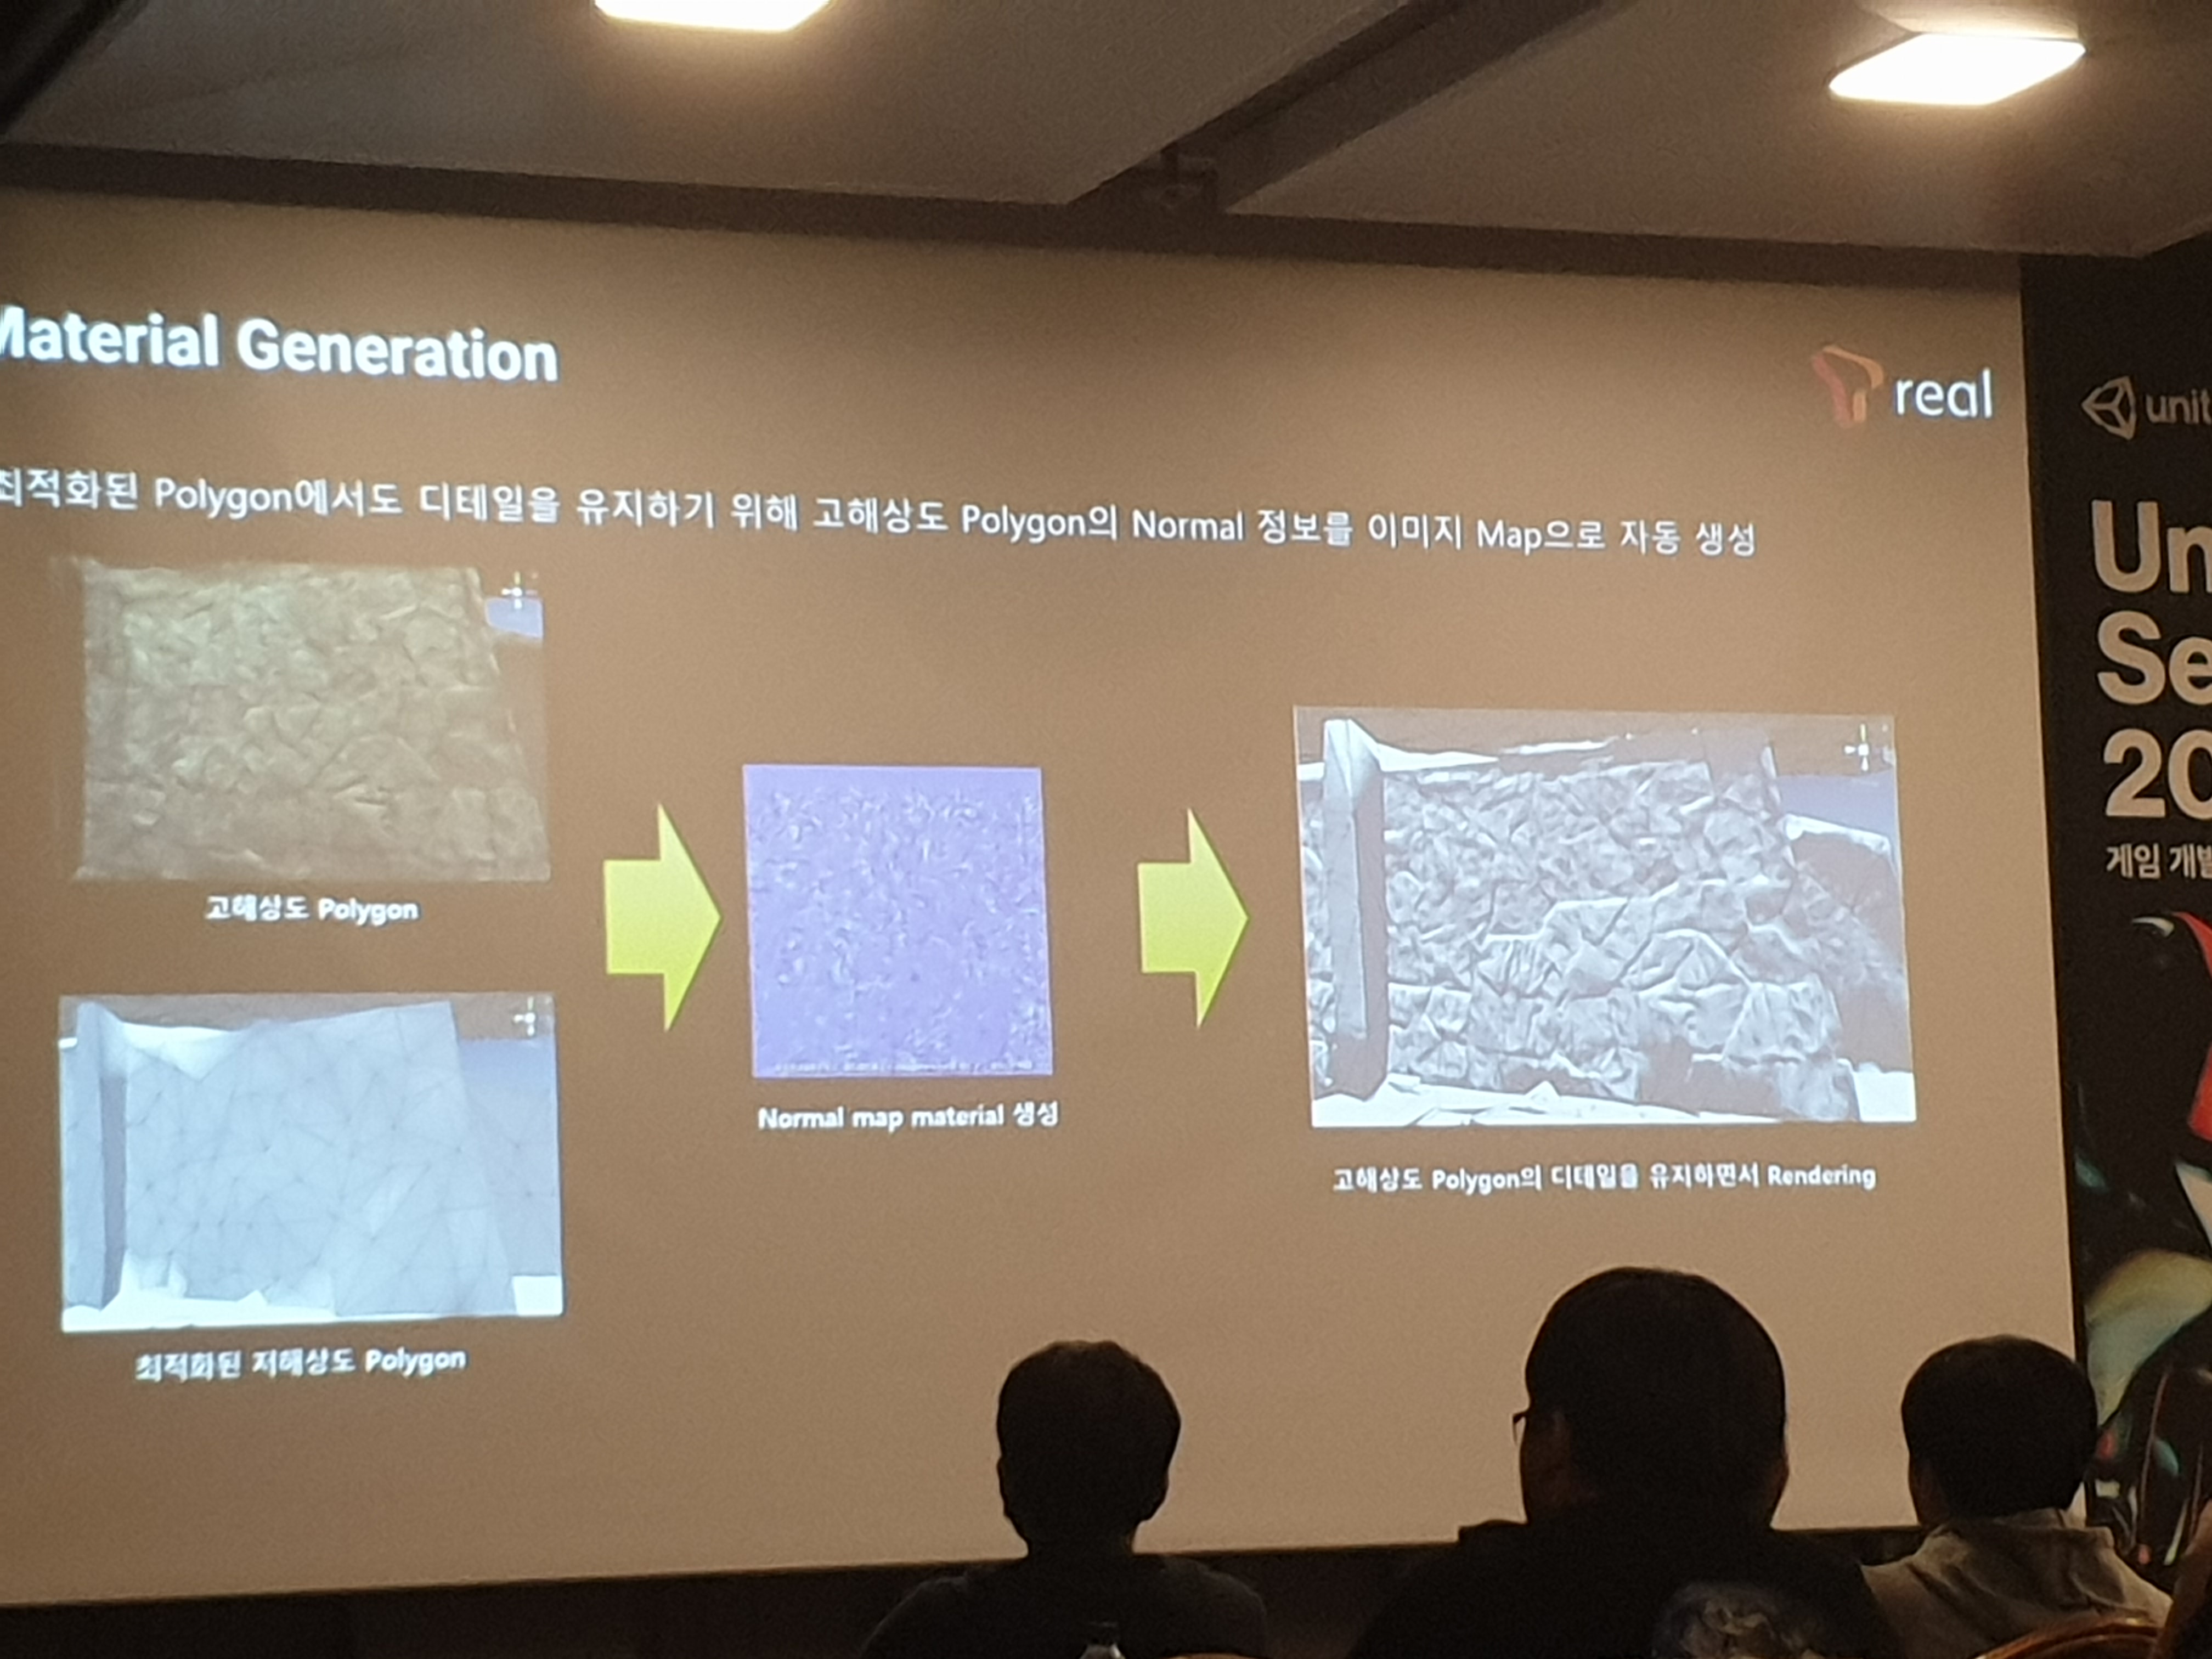 Material Generation
real
최적화된 Polygon에서도 디테일을 유지하기 위해 고해상도 Polygon의 Normal 정보를 이미지 Map으로 자동 생성
고해상도 Polygon
Normal map material 생성
고해상도 Polygon의 디테일을 유지하면서 Rendering
최적화된 저해상도 Polygon
unit
Un
Se
20
게임 개발